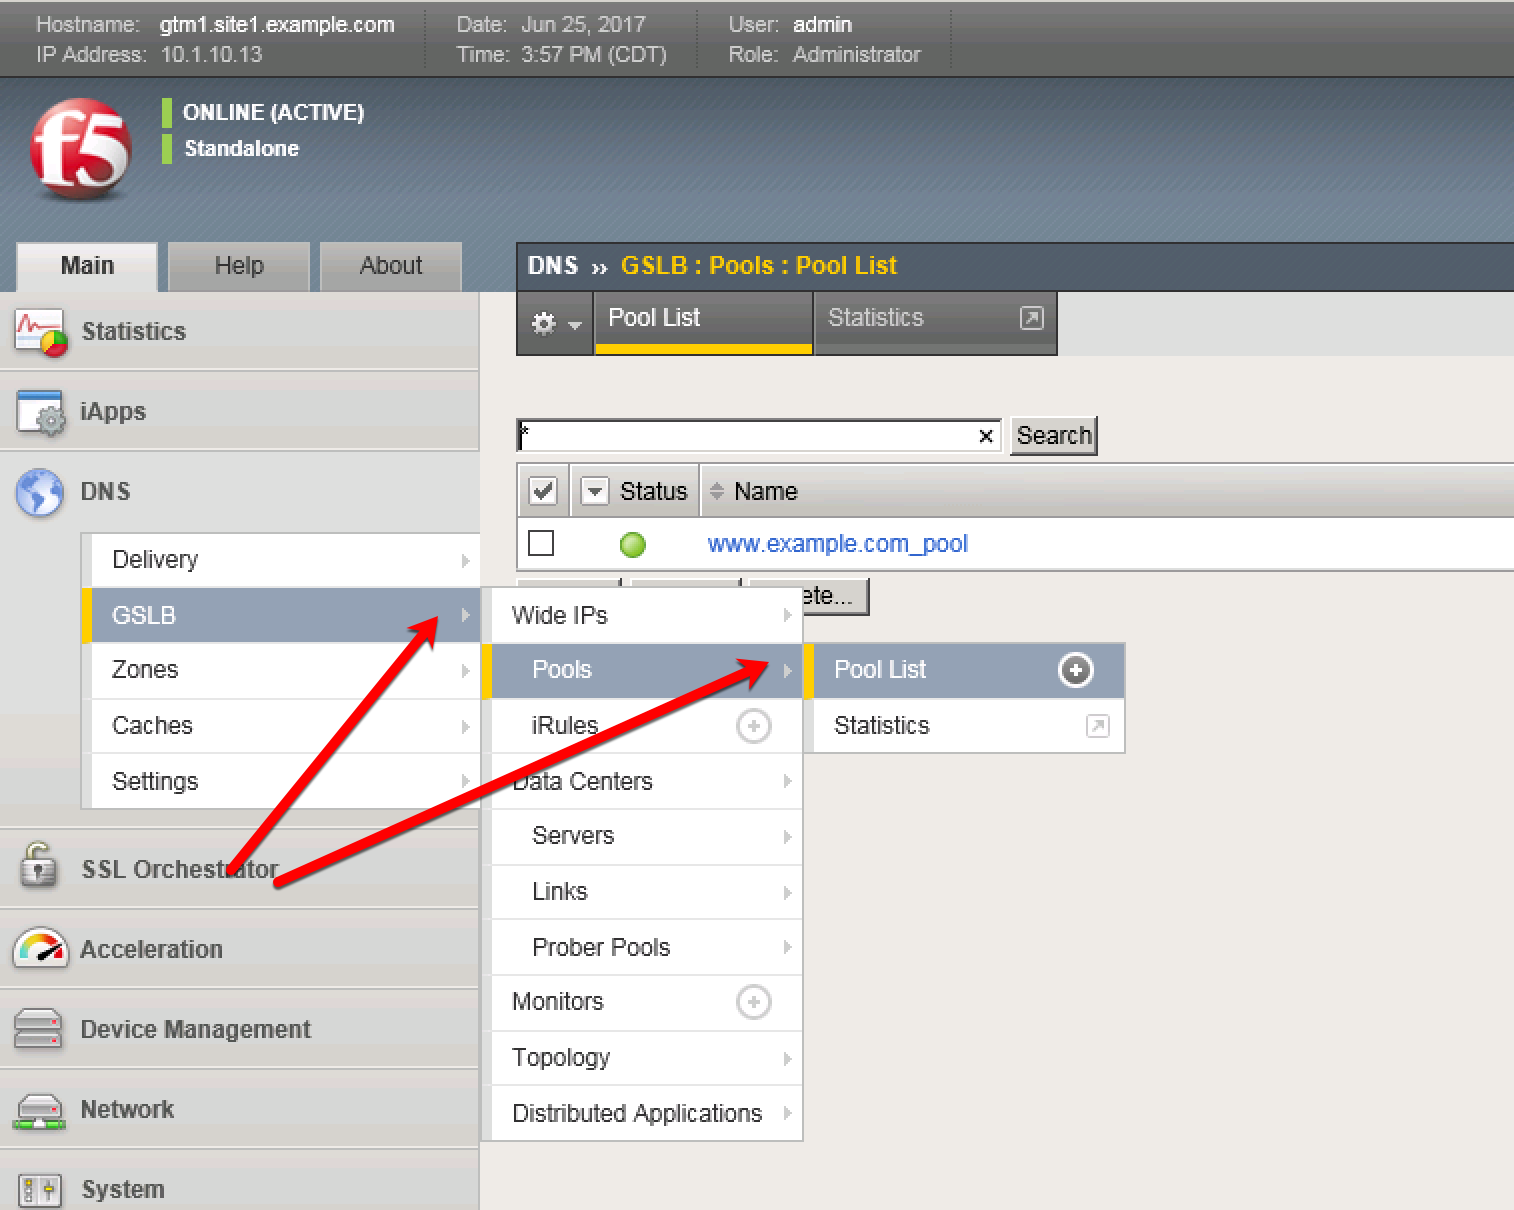 Hostname: gtm1.site1.example.com Date: Jun 25, 2017 User: admin
IP Address: 10.1.10.13 Time: 3:57 PM (CDT) Role: Administrator
f5
ONLINE (ACTIVE)
Standalone
Main Help About
DNS » GSLB : Pools : Pool List
Pool List Statistics
Statistics
iApps
* × Search
Status Name
DNS
www.example.com_pool
Delivery
ete...
GSLB
Wide IPs
Zones
Pools
Pool List
Caches
iRules
Statistics
Settings
Data Centers
Servers
SSL Orchestrator
Links
Acceleration
Prober Pools
Monitors
Device Management
Topology
Network
Distributed Applications
System